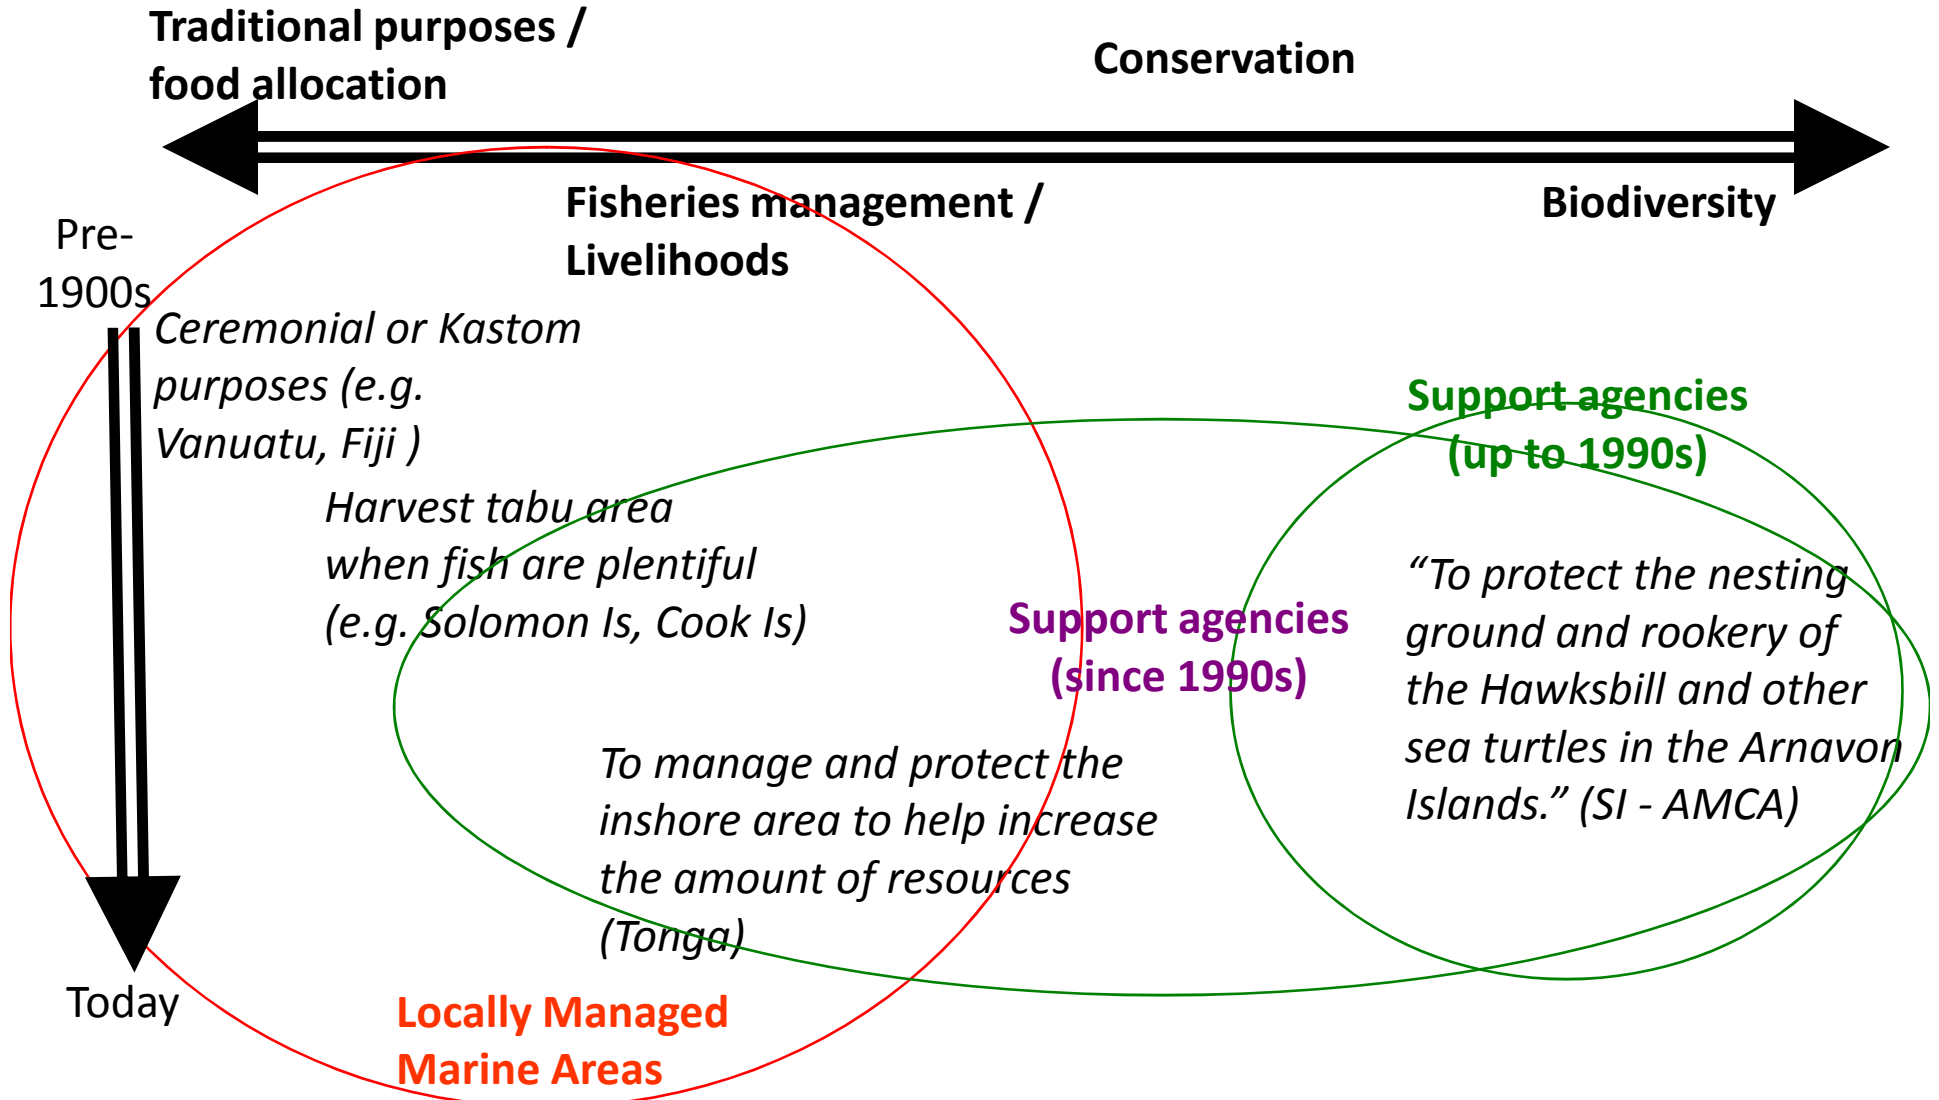 Traditional purposes /
food allocation
Conservation
Fisheries management /
Livelihoods
Biodiversity
Pre-
1900s
Ceremonial or Kastom
purposes (e.g.
Vanuatu, Fiji )
Harvest tabu area
when fish are plentiful
(e.g. Solomon Is, Cook Is)
Support agencies
(up to 1990s)
Support agencies
(since 1990s)
“To protect the nesting
ground and rookery of
the Hawksbill and other
sea turtles in the Arnavon
Islands.” (SI - AMCA)
To manage and protect the
inshore area to help increase
the amount of resources
(Tonga)
Today
Locally Managed
Marine Areas